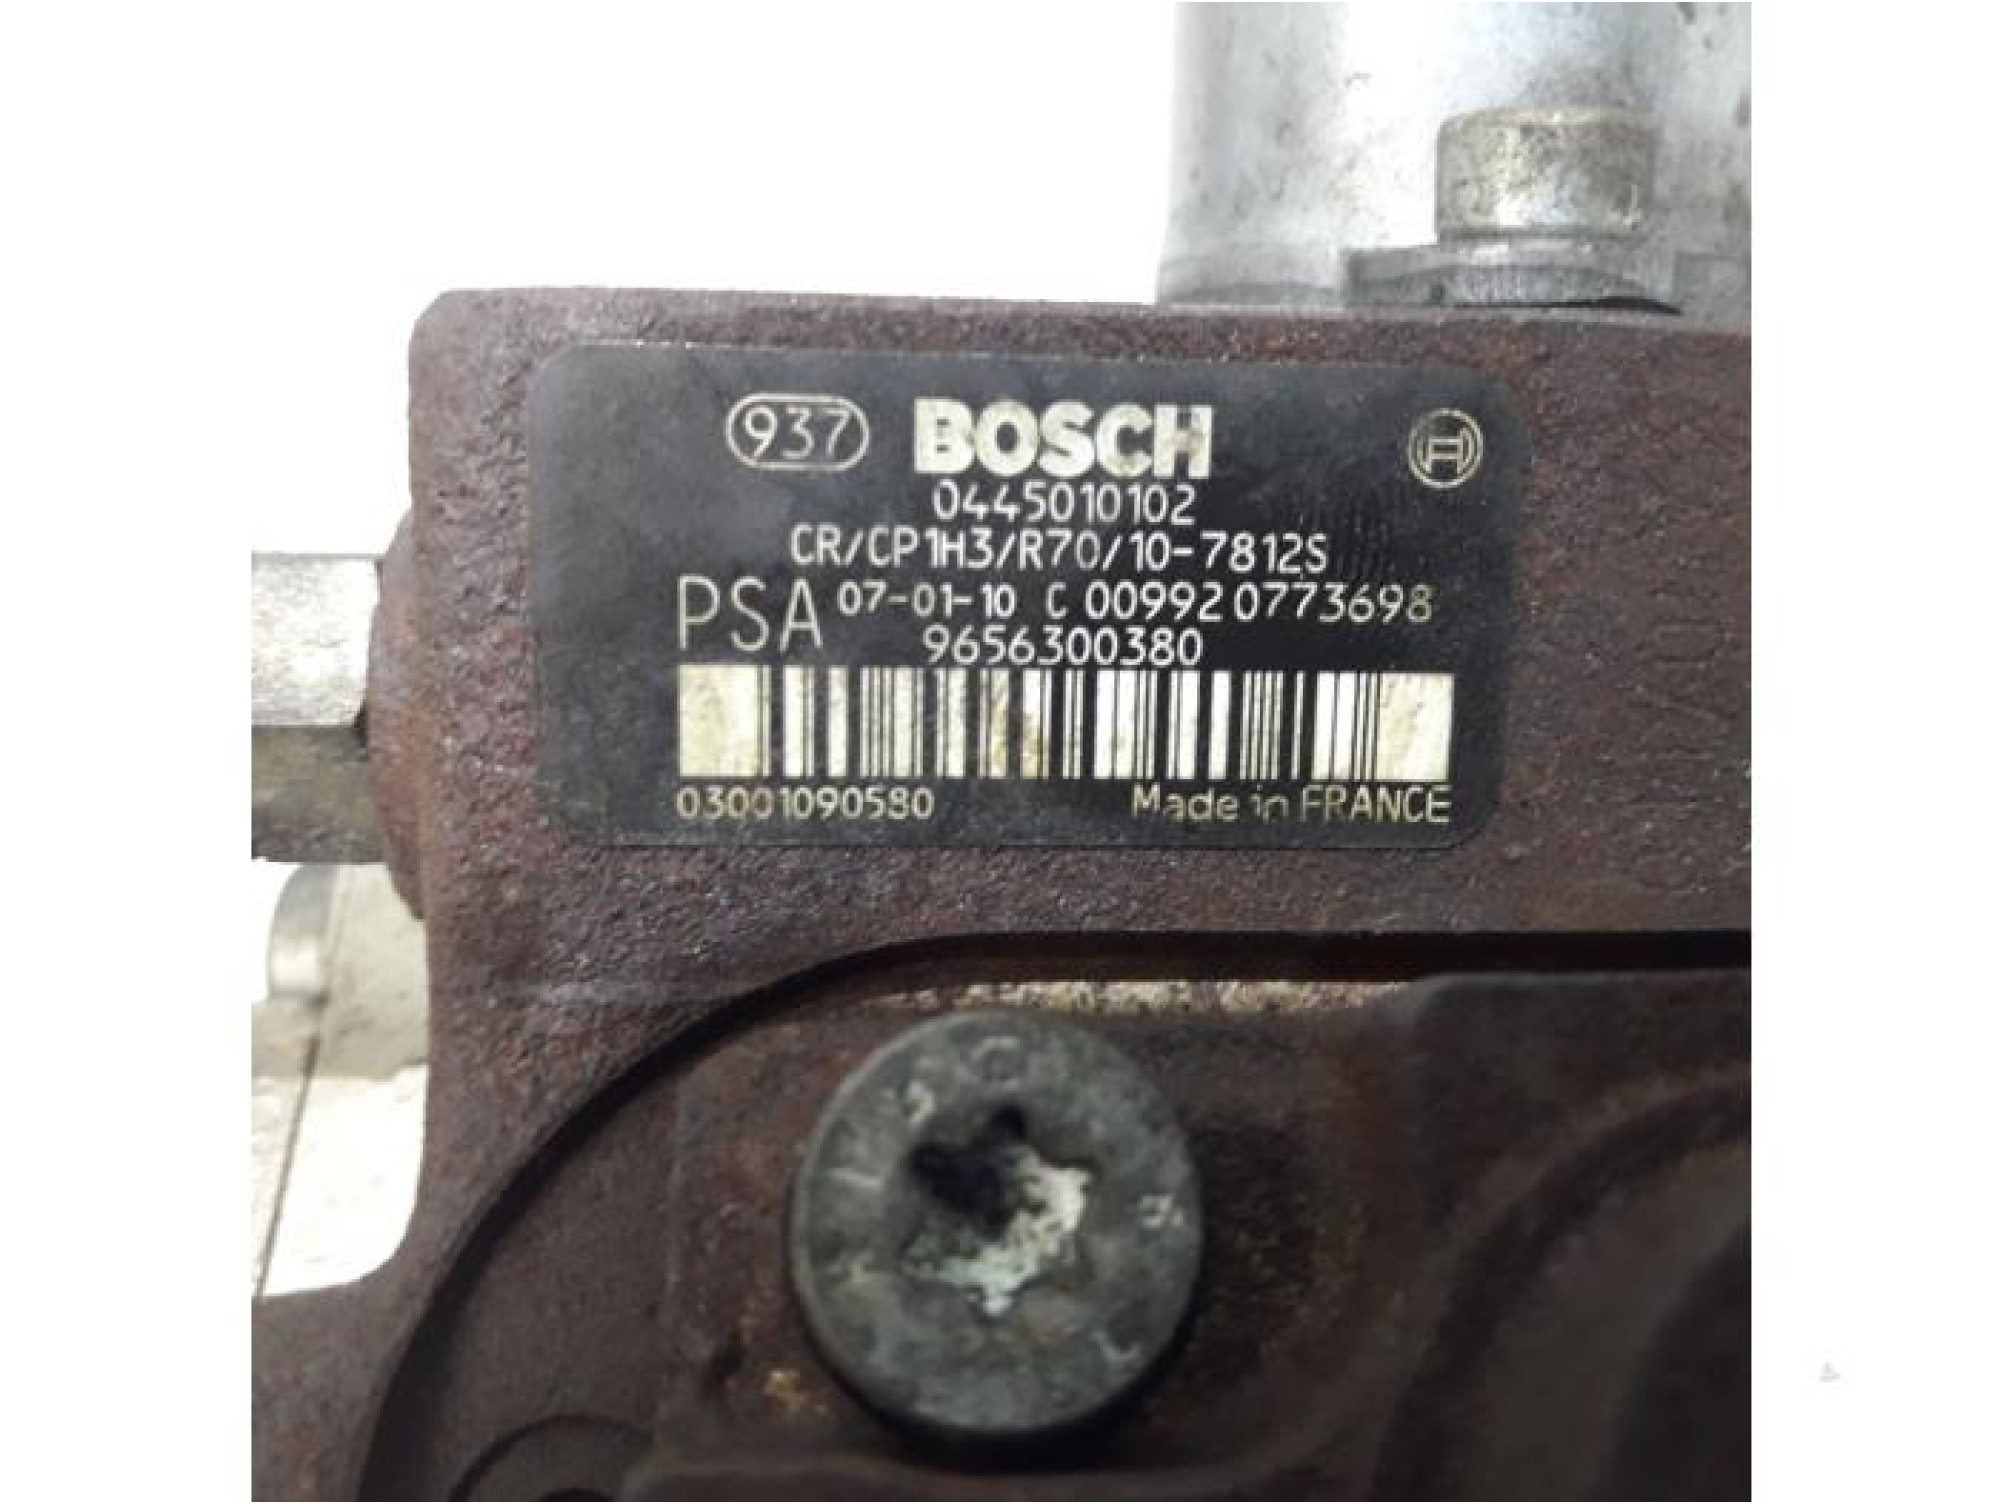 937 BOSCH
0445010102
CR/CP1H3/R70/10-7812S
PSA 07-01-10 C 00992 0773698
9656300380
03001090580 Made in FRANCE